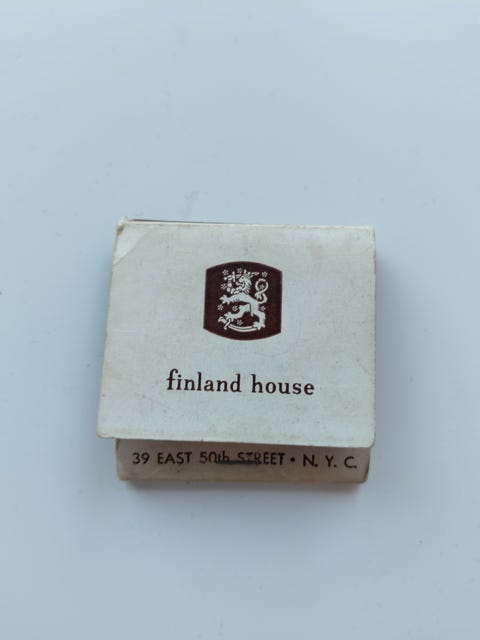 finland house
39 EAST 50th STREET • N. Y. C.